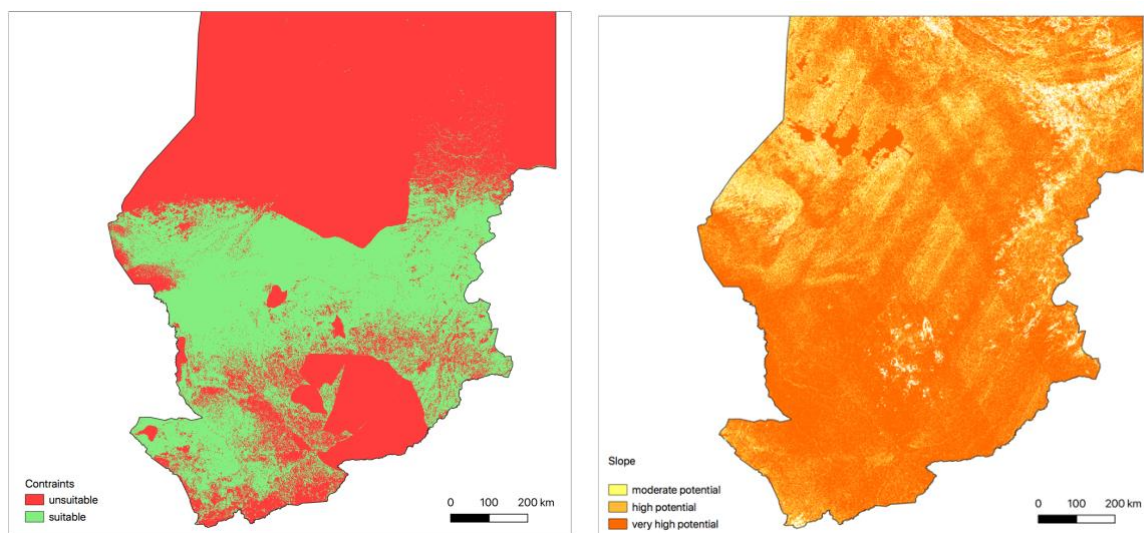 Contraints
unsuitable
suitable
0 100 200 km
Slope
moderate potential
high potential
very high potential
0 100 200 km